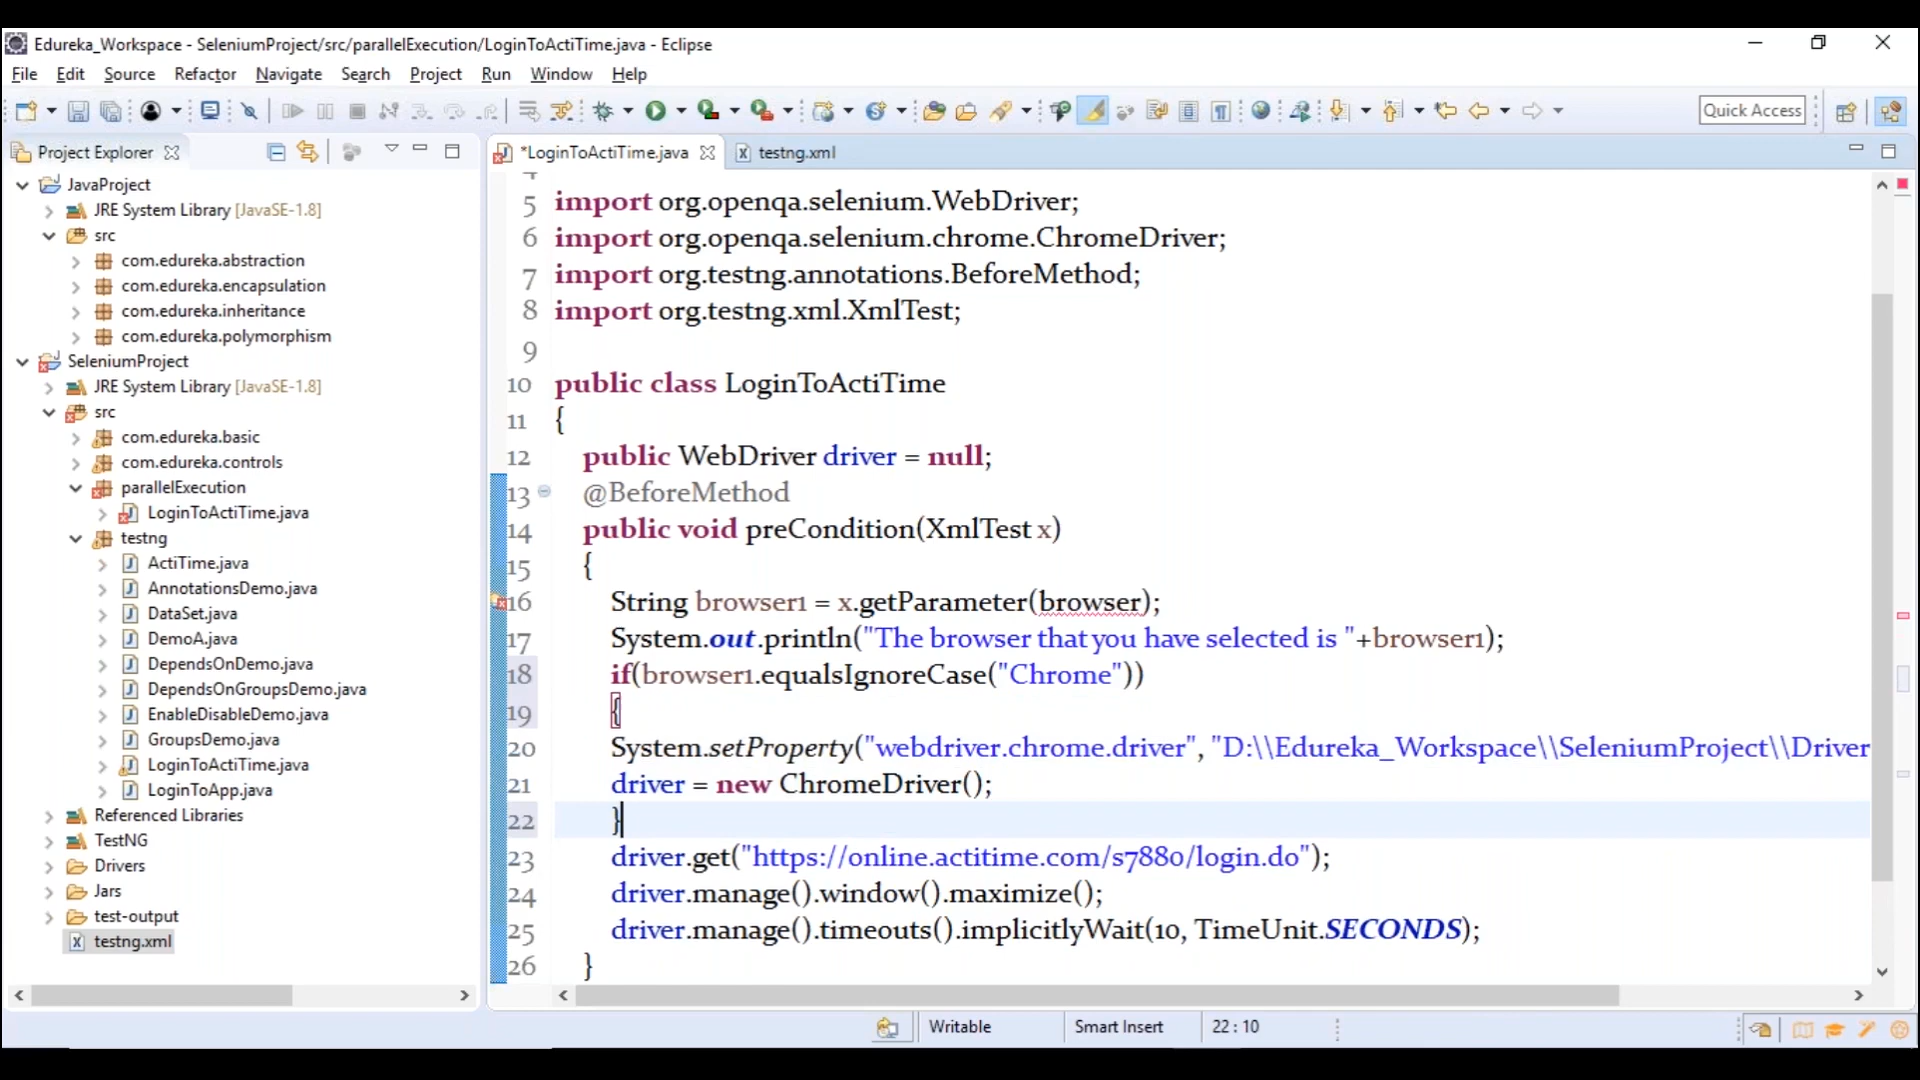 Edureka_Workspace - SeleniumProject/src/parallelExecution/LoginToActiTime.java - Eclipse
File Edit Source Refactor Navigate Search Project Run Window Help
Quick Access
Project Explorer
*LoginToActiTime.java
testng.xml
JavaProject
JRE System Library [JavaSE-1.8]
src
com.edureka.abstraction
com.edureka.encapsulation
com.edureka.inheritance
com.edureka.polymorphism
SeleniumProject
JRE System Library [JavaSE-1.8]
src
com.edureka.basic
com.edureka.controls
parallelExecution
LoginToActiTime.java
testng
ActiTime.java
AnnotationsDemo.java
DataSet.java
DemoA.java
DependsOnDemo.java
DependsOnGroupsDemo.java
EnableDisableDemo.java
GroupsDemo.java
LoginToActiTime.java
LoginToApp.java
Referenced Libraries
TestNG
Drivers
Jars
test-output
testng.xml
5 import org.openqa.selenium.WebDriver;
6 import org.openqa.selenium.chrome.ChromeDriver;
7 import org.testng.annotations.BeforeMethod;
8 import org.testng.xml.XmlTest;
9
10 public class LoginToActiTime
11 {
12 public WebDriver driver = null;
13 @BeforeMethod
14 public void preCondition(XmlTest x)
15 {
16 String browser1 = x.getParameter(browser);
17 System.out.println("The browser that you have selected is "+browser1);
18 if(browser1.equalsIgnoreCase("Chrome"))
19 {
20 System.setProperty("webdriver.chrome.driver", "D:\\Edureka_Workspace\\SeleniumProject\\Driver
21 driver = new ChromeDriver();
22 }
23 driver.get("https://online.actitime.com/s7880/login.do");
24 driver.manage().window().maximize();
25 driver.manage().timeouts().implicitlyWait(10, TimeUnit.SECONDS);
26 }
Writable Smart Insert 22 : 10